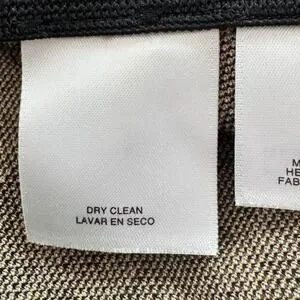 DRY CLEAN
LAVAR EN SECO